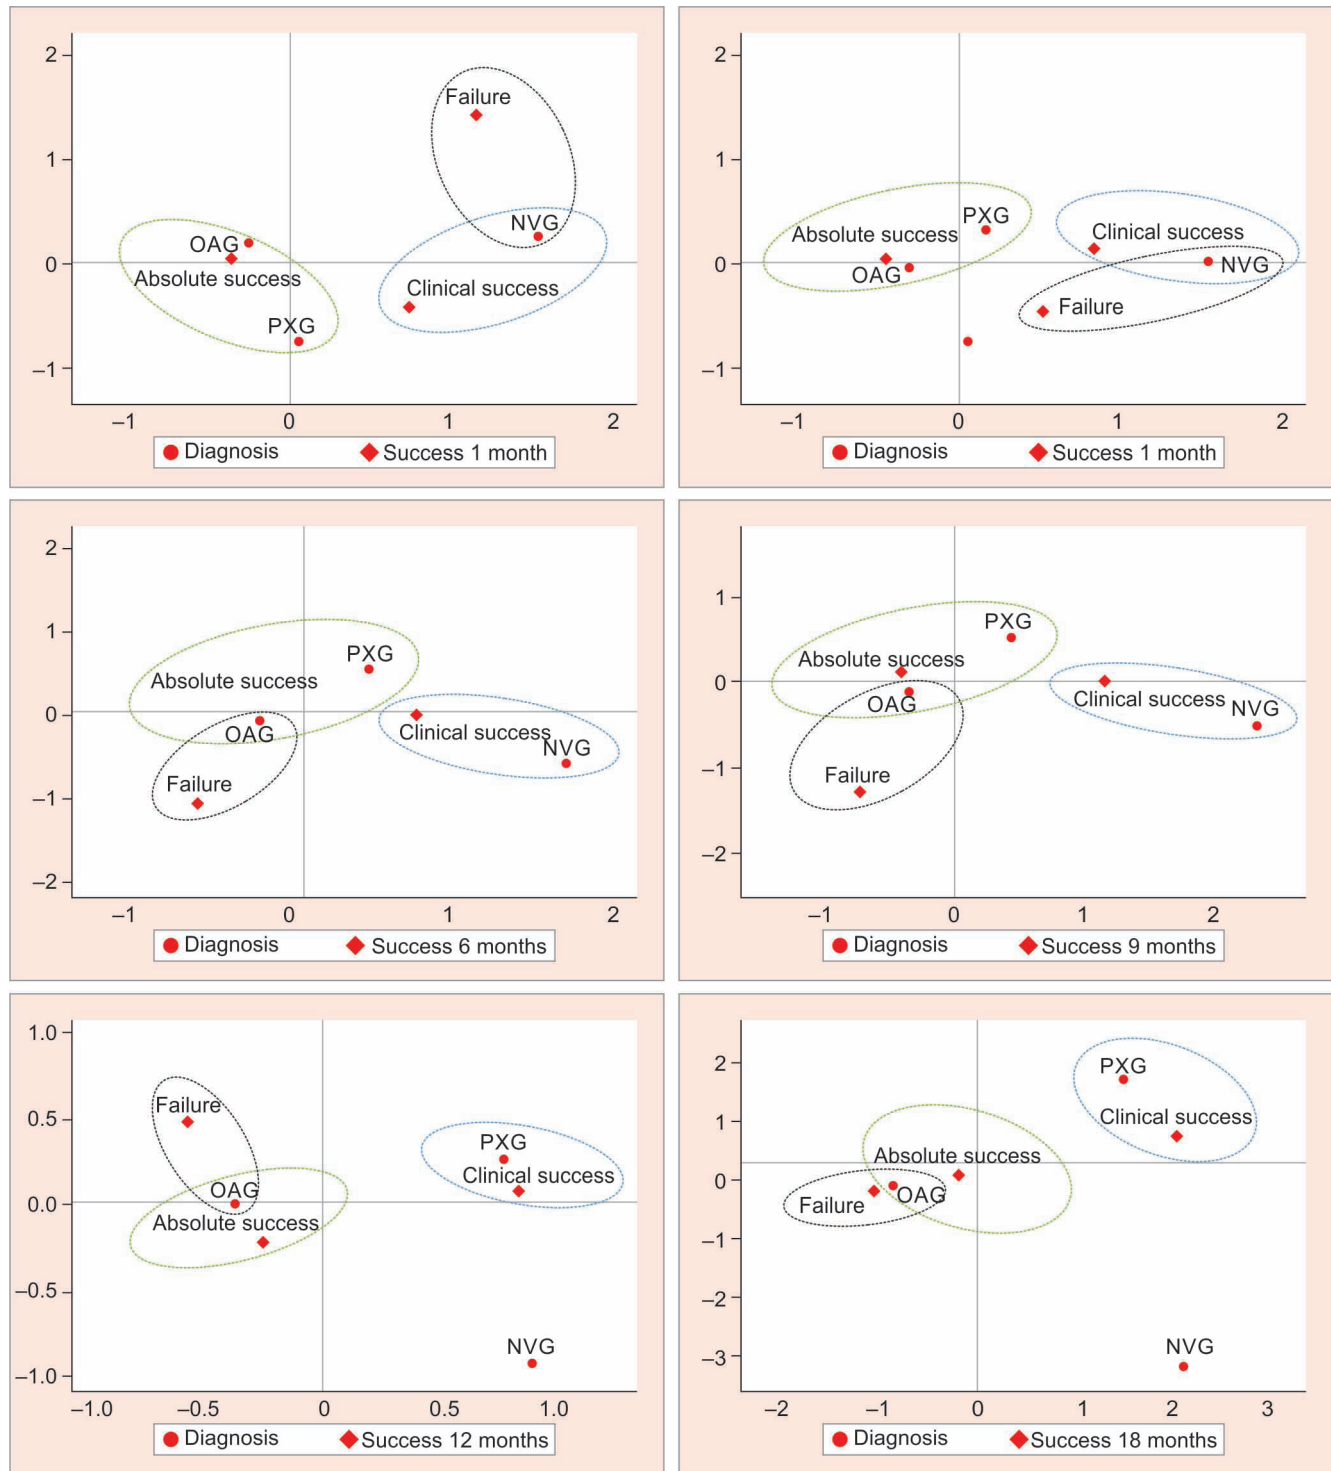 2
Failure
1
NVG
OAG
0
Absolute success
Clinical success
PXG
–1
–1 0 1 2
Diagnosis Success 1 month
2
1
PXG
Absolute success Clinical success
0
OAG NVG
Failure
–1
–1 0 1 2
Diagnosis Success 1 month
2
1
PXG
Absolute success
0
OAG Clinical success
NVG
Failure
–1
–2
–1 0 1 2
Diagnosis Success 6 months
1
PXG
Absolute success
0
OAG Clinical success
NVG
–1
Failure
–2
–1 0 1 2
Diagnosis Success 9 months
1.0
Failure
0.5
PXG
Clinical success
OAG
0.0
Absolute success
–0.5
NVG
–1.0
–1.0 –0.5 0 0.5 1.0
Diagnosis Success 12 months
2
PXG
1
Clinical success
Absolute success
0
OAG
Failure
–1
–2
NVG
–3
–2 –1 0 1 2 3
Diagnosis Success 18 months